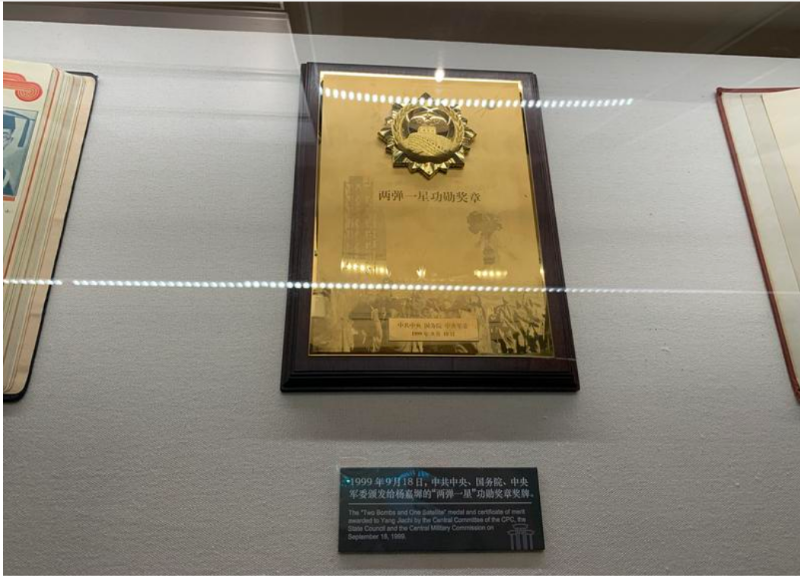 两弹一星功勋奖章
中共中央 国务院 中央军委
1999年9月18日
1999年9月18日，中共中央、国务院、中央
军委颁发给杨嘉墀的“两弹一星”功勋奖章奖牌。
The "Two Bombs and One Satellite" medal and certificate of merit
awarded to Yang Jiachi by the Central Committee of the CPC, the
State Council and the Central Military Commission on
September 18, 1999.